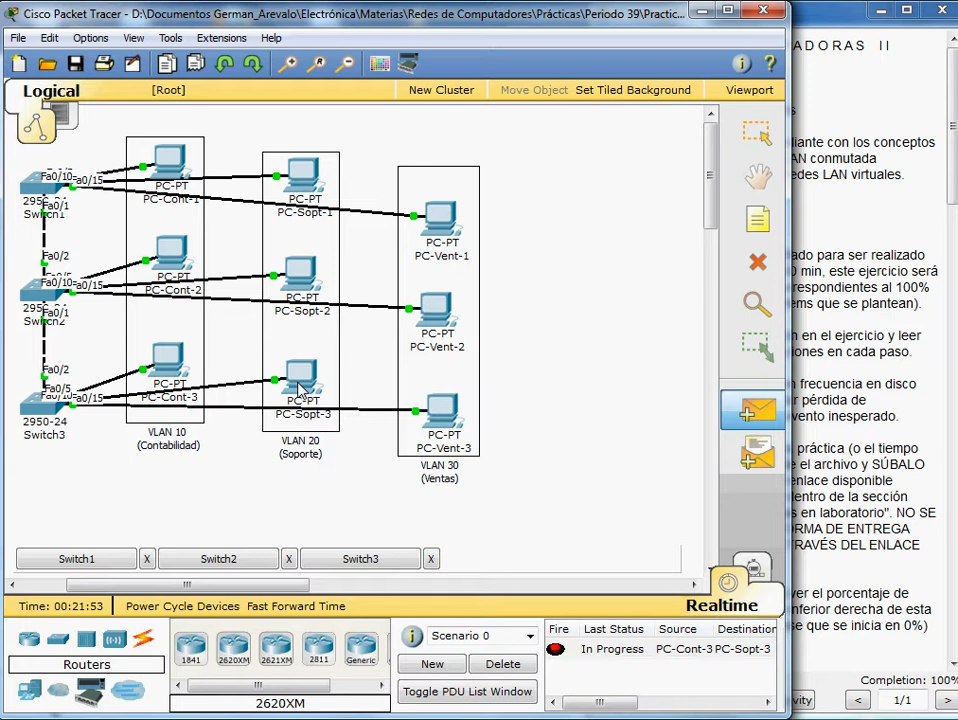 Cisco Packet Tracer - D:\Documentos German_Arevalo\Electrónica\Materias\Redes de Computadores\Prácticas\Periodo 39\Practic...
File Edit Options View Tools Extensions Help
Logical
[Root]
New Cluster
Move Object
Set Tiled Background
Viewport
PC-PT
PC-Cont-1
PC-PT
PC-Sopt-1
PC-PT
PC-Vent-1
Fa0/10
Fa0/15
Switch1
Fa0/1
Fa0/2
PC-PT
PC-Cont-2
PC-PT
PC-Sopt-2
PC-PT
PC-Vent-2
Fa0/10
Fa0/15
Switch2
Fa0/1
Fa0/2
Fa0/5
PC-PT
PC-Cont-3
PC-PT
PC-Sopt-3
PC-PT
PC-Vent-3
Fa0/10
Fa0/15
2950-24
Switch3
VLAN 10
(Contabilidad)
VLAN 20
(Soporte)
VLAN 30
(Ventas)
Switch1 X Switch2 X Switch3 X
Time: 00:21:53
Power Cycle Devices Fast Forward Time
Realtime
Routers
1841 2620XM 2621XM 2811 Generic
2620XM
Scenario 0
New Delete
Toggle PDU List Window
Fire Last Status Source Destination
In Progress PC-Cont-3 PC-Sopt-3
ADORAS II
s
diante con los conceptos
AN conmutada
edes LAN virtuales.
ado para ser realizado
0 min, este ejercicio será
rrespondientes al 100%
ems que se plantean).
n en el ejercicio y leer
iones en cada paso.
n frecuencia en disco
r pérdida de
vento inesperado.
práctica (o el tiempo
e el archivo y SÚBALO
enlace disponible
dentro de la sección
s en laboratorio". NO SE
ORMA DE ENTREGA
TRAVÉS DEL ENLACE
ver el porcentaje de
nferior derecha de esta
se que se inicia en 0%)
Completion: 100%
ivity < 1/1 >